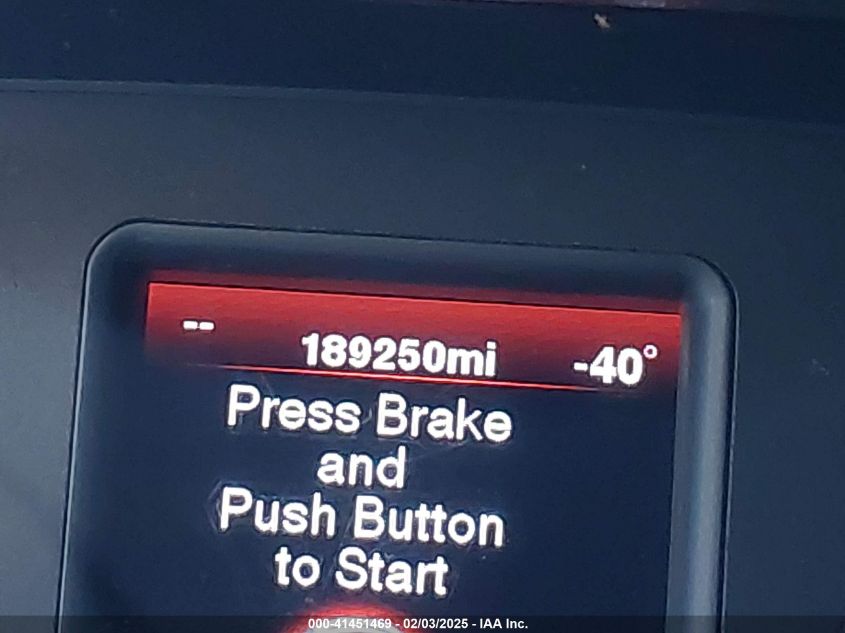 -- 189250mi -40°
Press Brake
and
Push Button
to Start
000-41451469 - 02/03/2025 - IAA Inc.